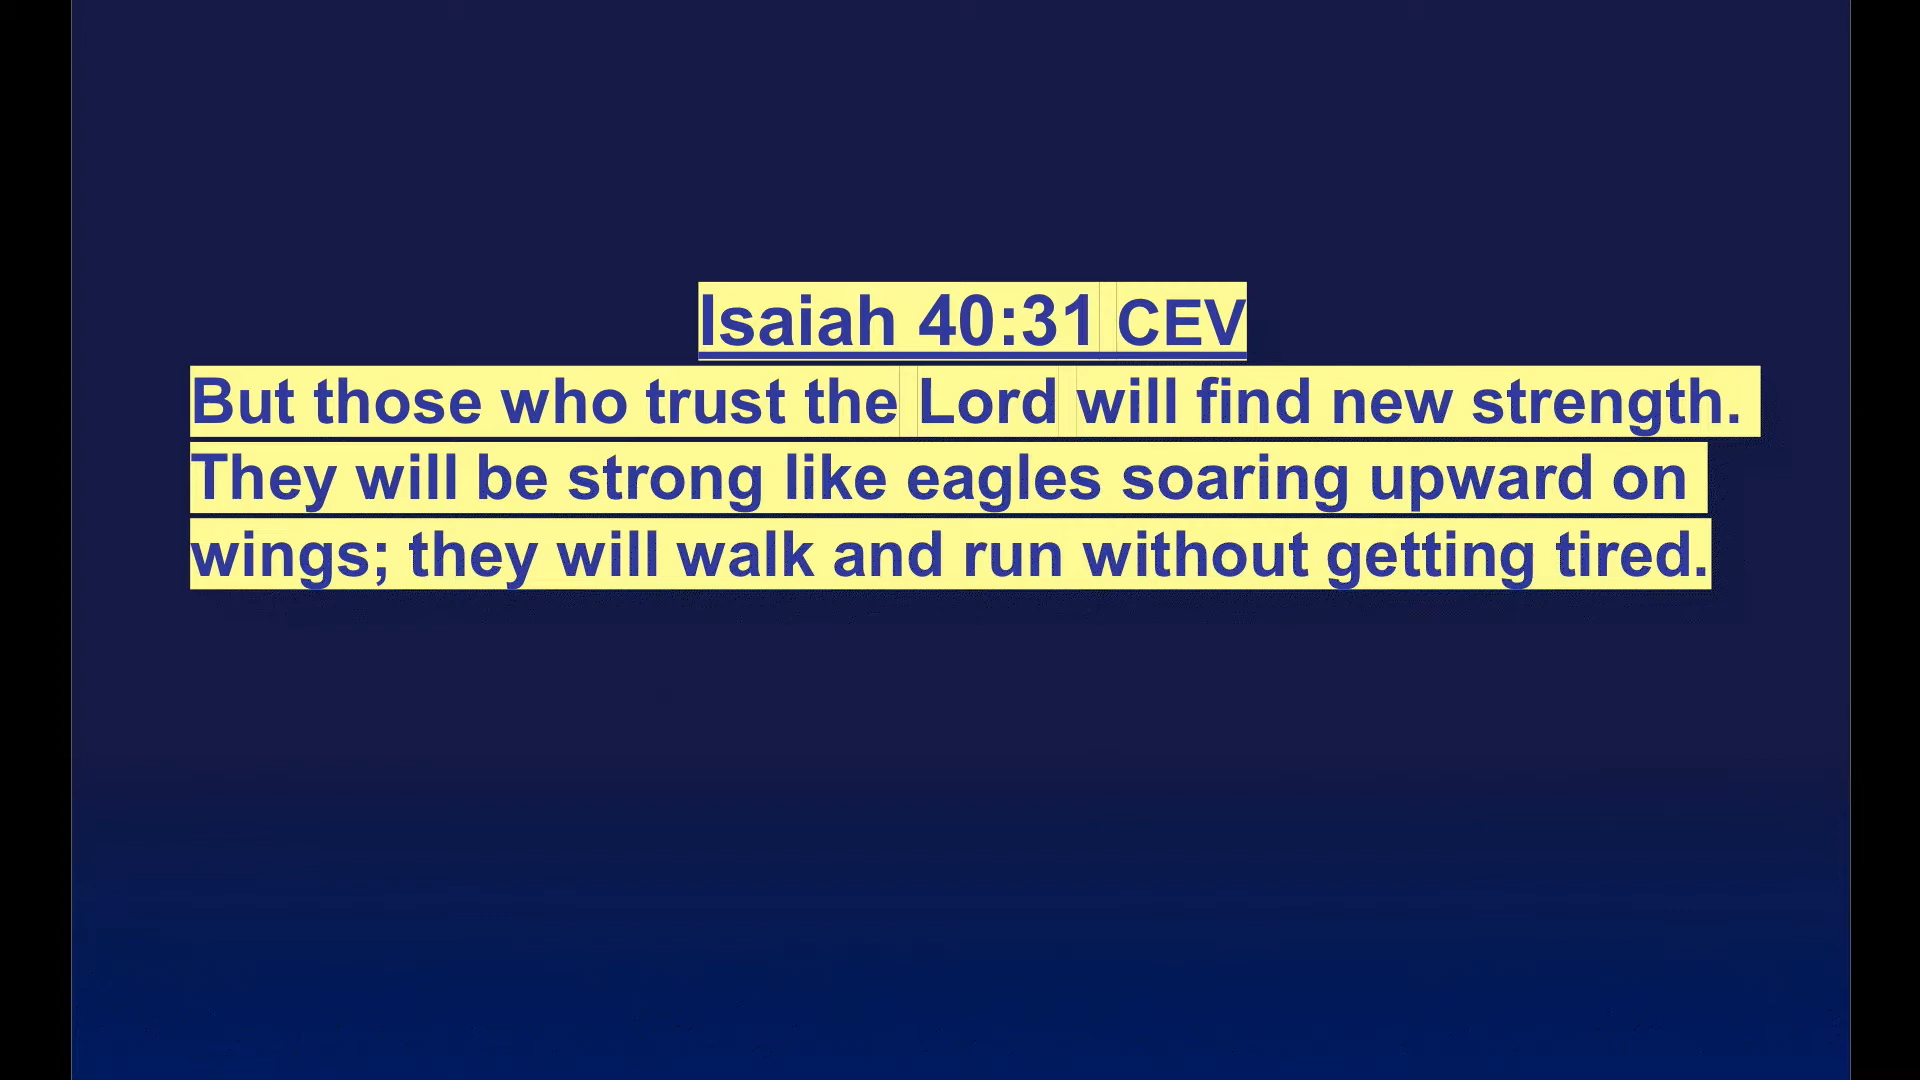 Isaiah 40:31 CEV
But those who trust the Lord will find new strength.
They will be strong like eagles soaring upward on
wings; they will walk and run without getting tired.